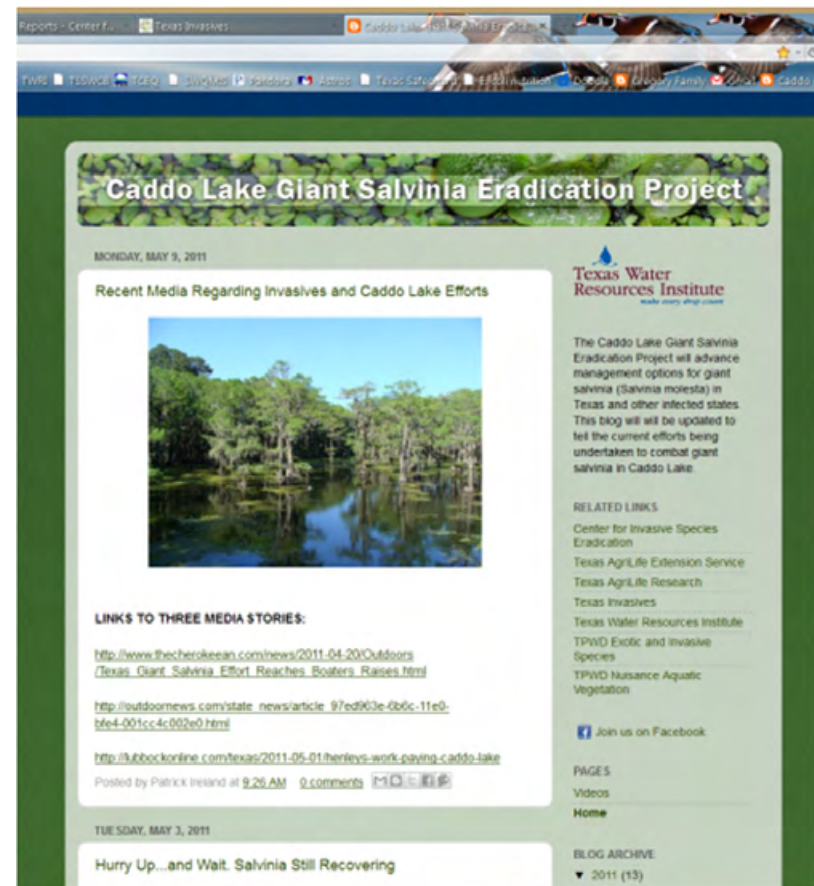 Reports - Center f...
Texas Invasives
TWRI TSSWCB TCEQ SWQMIS Pandora Astros Gregory Family
Caddo Lake Giant Salvinia Eradication Project
MONDAY, MAY 9, 2011
Recent Media Regarding Invasives and Caddo Lake Efforts
LINKS TO THREE MEDIA STORIES:
http://www.thecherokeean.com/news/2011-04-20/Outdoors
/Texas_Giant_Salvinia_Effort_Reaches_Boaters_Raises.html
http://outdoornews.com/state_news/article_97ed963e-6b6c-11e0-
bfe4-001cc4c002e0.html
http://lubbockonline.com/texas/2011-05-01/henleys-work-paying-caddo-lake
Posted by Patrick Ireland at 9:26 AM 0 comments
TUESDAY, MAY 3, 2011
Hurry Up...and Wait. Salvinia Still Recovering
Texas Water
Resources Institute
make every drop count
The Caddo Lake Giant Salvinia
Eradication Project will advance
management options for giant
salvinia (Salvinia molesta) in
Texas and other infected states.
This blog will will be updated to
tell the current efforts being
undertaken to combat giant
salvinia in Caddo Lake.
RELATED LINKS
Center for Invasive Species
Eradication
Texas AgriLife Extension Service
Texas AgriLife Research
Texas Invasives
Texas Water Resources Institute
TPWD Exotic and Invasive
Species
TPWD Nuisance Aquatic
Vegetation
Join us on Facebook
PAGES
Videos
Home
BLOG ARCHIVE
▼ 2011 (13)